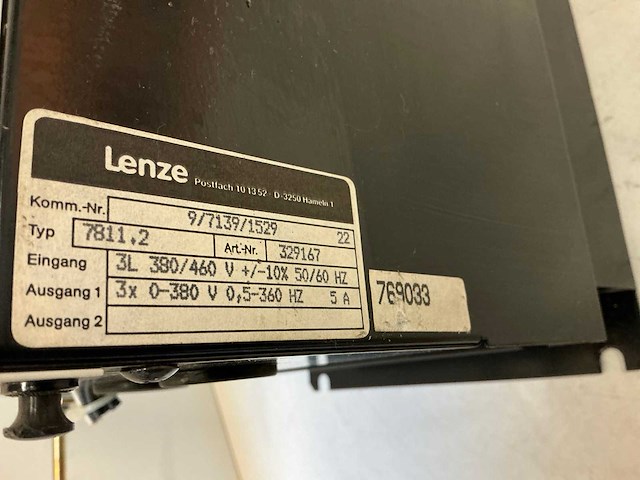 Lenze Postfach 10 13 52 · D-3250 Hameln 1
Komm.-Nr. 9/7139/1529 22
Typ 7811.2 Art.-Nr. 329167
Eingang 3L 380/460 V +/-10% 50/60 HZ
Ausgang 1 3x 0-380 V 0,5-360 HZ 5 A
Ausgang 2
769033